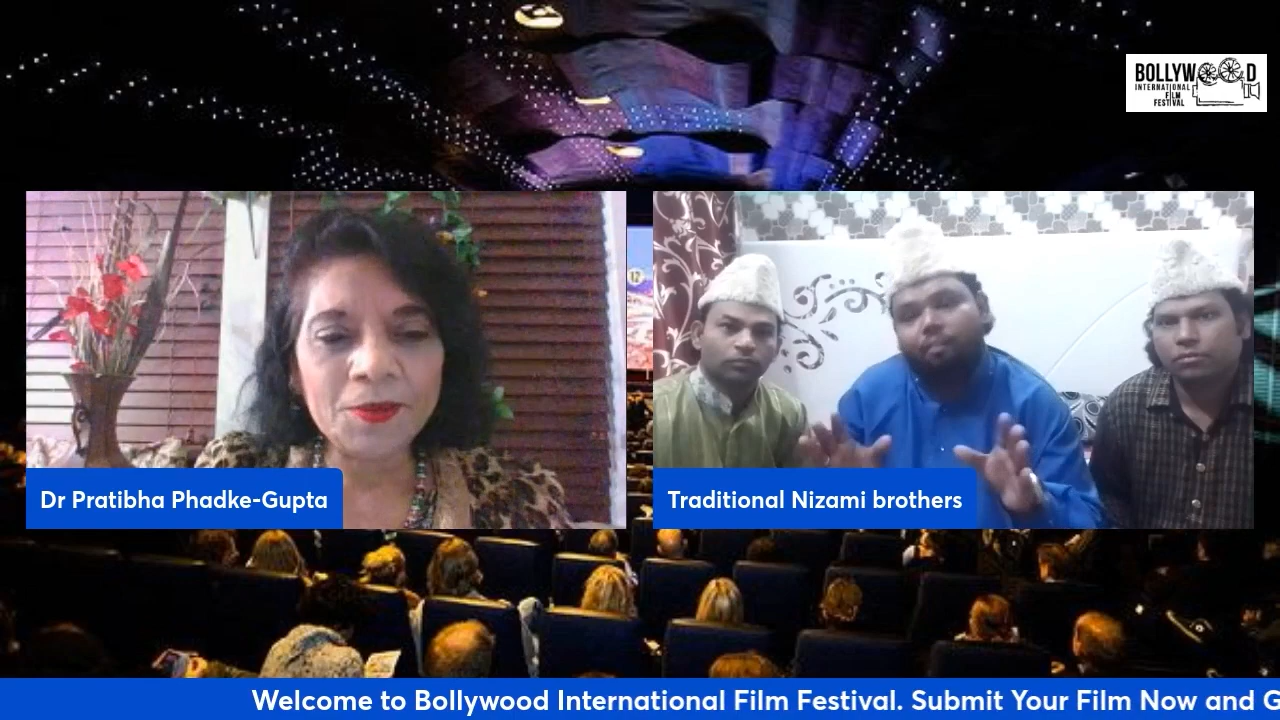 BOLLYWOOD
INTERNATIONAL
FILM
FESTIVAL
12
Dr Pratibha Phadke-Gupta
Traditional Nizami brothers
Welcome to Bollywood International Film Festival. Submit Your Film Now and G